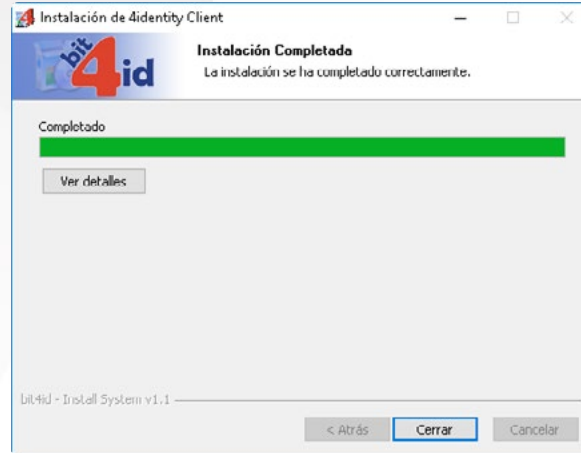 Instalación de 4identity Client
bit4id
Instalación Completada
La instalación se ha completado correctamente.
Completado
Ver detalles
bit4id - Install System v1.1
< Atrás
Cerrar
Cancelar